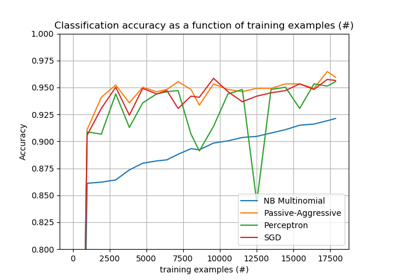 Classification accuracy as a function of training examples (#)
1.000
0.975
0.950
0.925
0.900
0.875
0.850
0.825
0.800
Accuracy
NB Multinomial
Passive-Aggressive
Perceptron
SGD
0 2500 5000 7500 10000 12500 15000 17500
training examples (#)